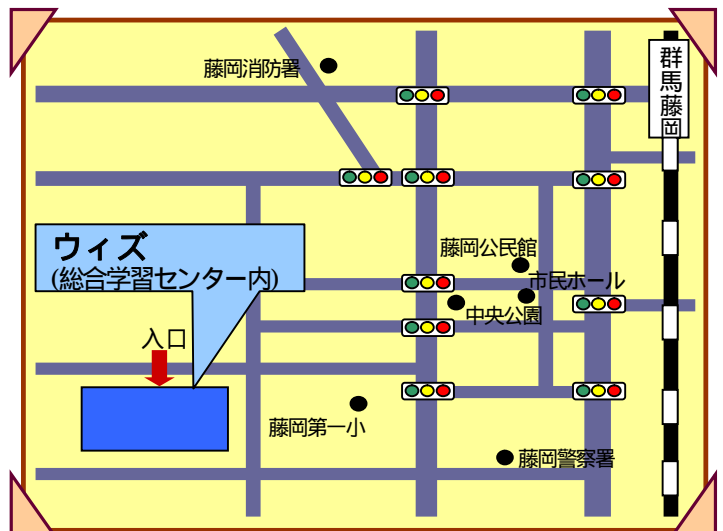 藤岡消防署
群馬藤岡
ウィズ
(総合学習センター内)
藤岡公民館
市民ホール
中央公園
入口
藤岡第一小
藤岡警察署